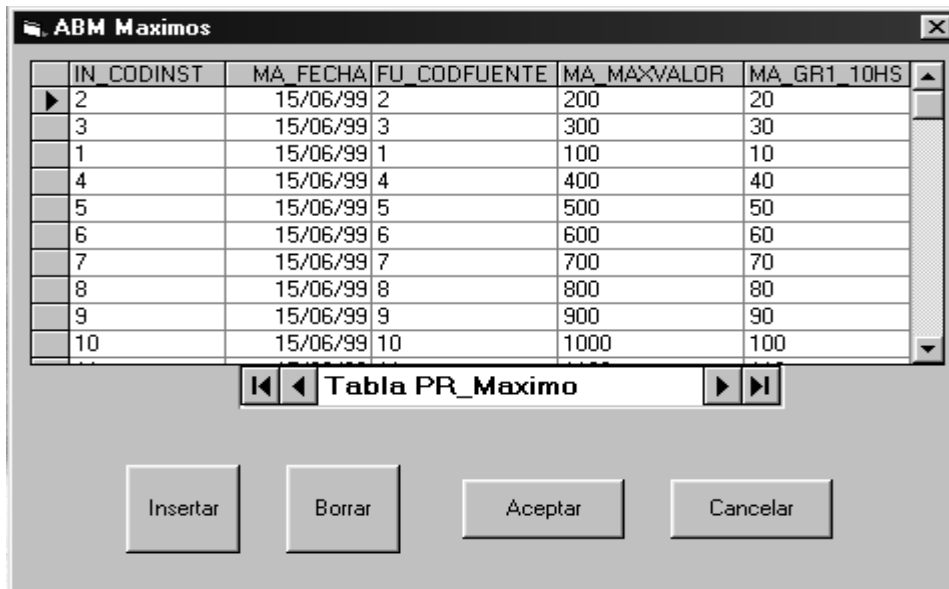 ABM Maximos
IN_CODINST MA_FECHA FU_CODFUENTE MA_MAXVALOR MA_GR1_10HS
2 15/06/99 2 200 20
3 15/06/99 3 300 30
1 15/06/99 1 100 10
4 15/06/99 4 400 40
5 15/06/99 5 500 50
6 15/06/99 6 600 60
7 15/06/99 7 700 70
8 15/06/99 8 800 80
9 15/06/99 9 900 90
10 15/06/99 10 1000 100
Tabla PR_Maximo
Insertar Borrar Aceptar Cancelar